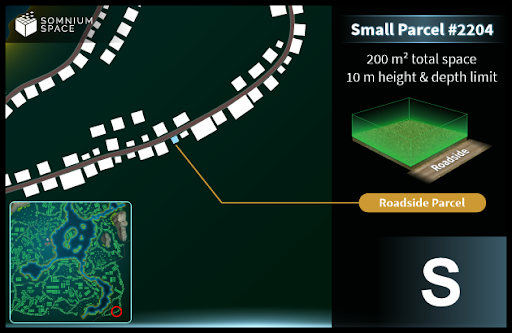 SOMNIUM
SPACE
Small Parcel #2204
200 m² total space
10 m height & depth limit
Roadside
Roadside Parcel
S